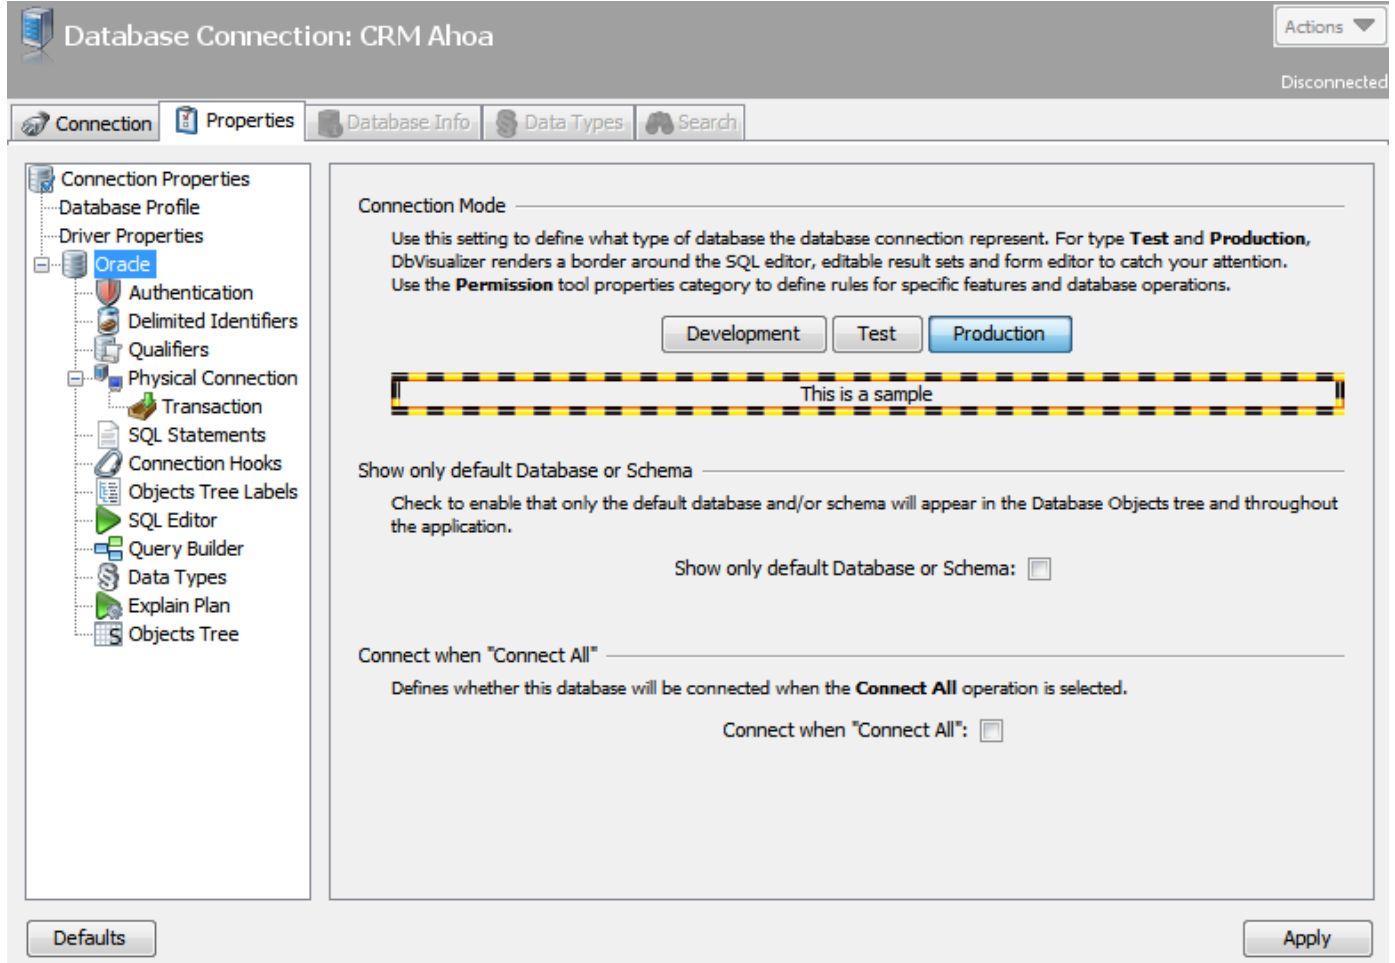 Database Connection: CRM Ahoa
Actions
Disconnected
Connection
Properties
Database Info
Data Types
Search
Connection Properties
Database Profile
Driver Properties
Oracle
Authentication
Delimited Identifiers
Qualifiers
Physical Connection
Transaction
SQL Statements
Connection Hooks
Objects Tree Labels
SQL Editor
Query Builder
Data Types
Explain Plan
Objects Tree
Connection Mode
Use this setting to define what type of database the database connection represent. For type Test and Production,
DbVisualizer renders a border around the SQL editor, editable result sets and form editor to catch your attention.
Use the Permission tool properties category to define rules for specific features and database operations.
Development
Test
Production
This is a sample
Show only default Database or Schema
Check to enable that only the default database and/or schema will appear in the Database Objects tree and throughout
the application.
Show only default Database or Schema:
Connect when "Connect All"
Defines whether this database will be connected when the Connect All operation is selected.
Connect when "Connect All":
Defaults
Apply